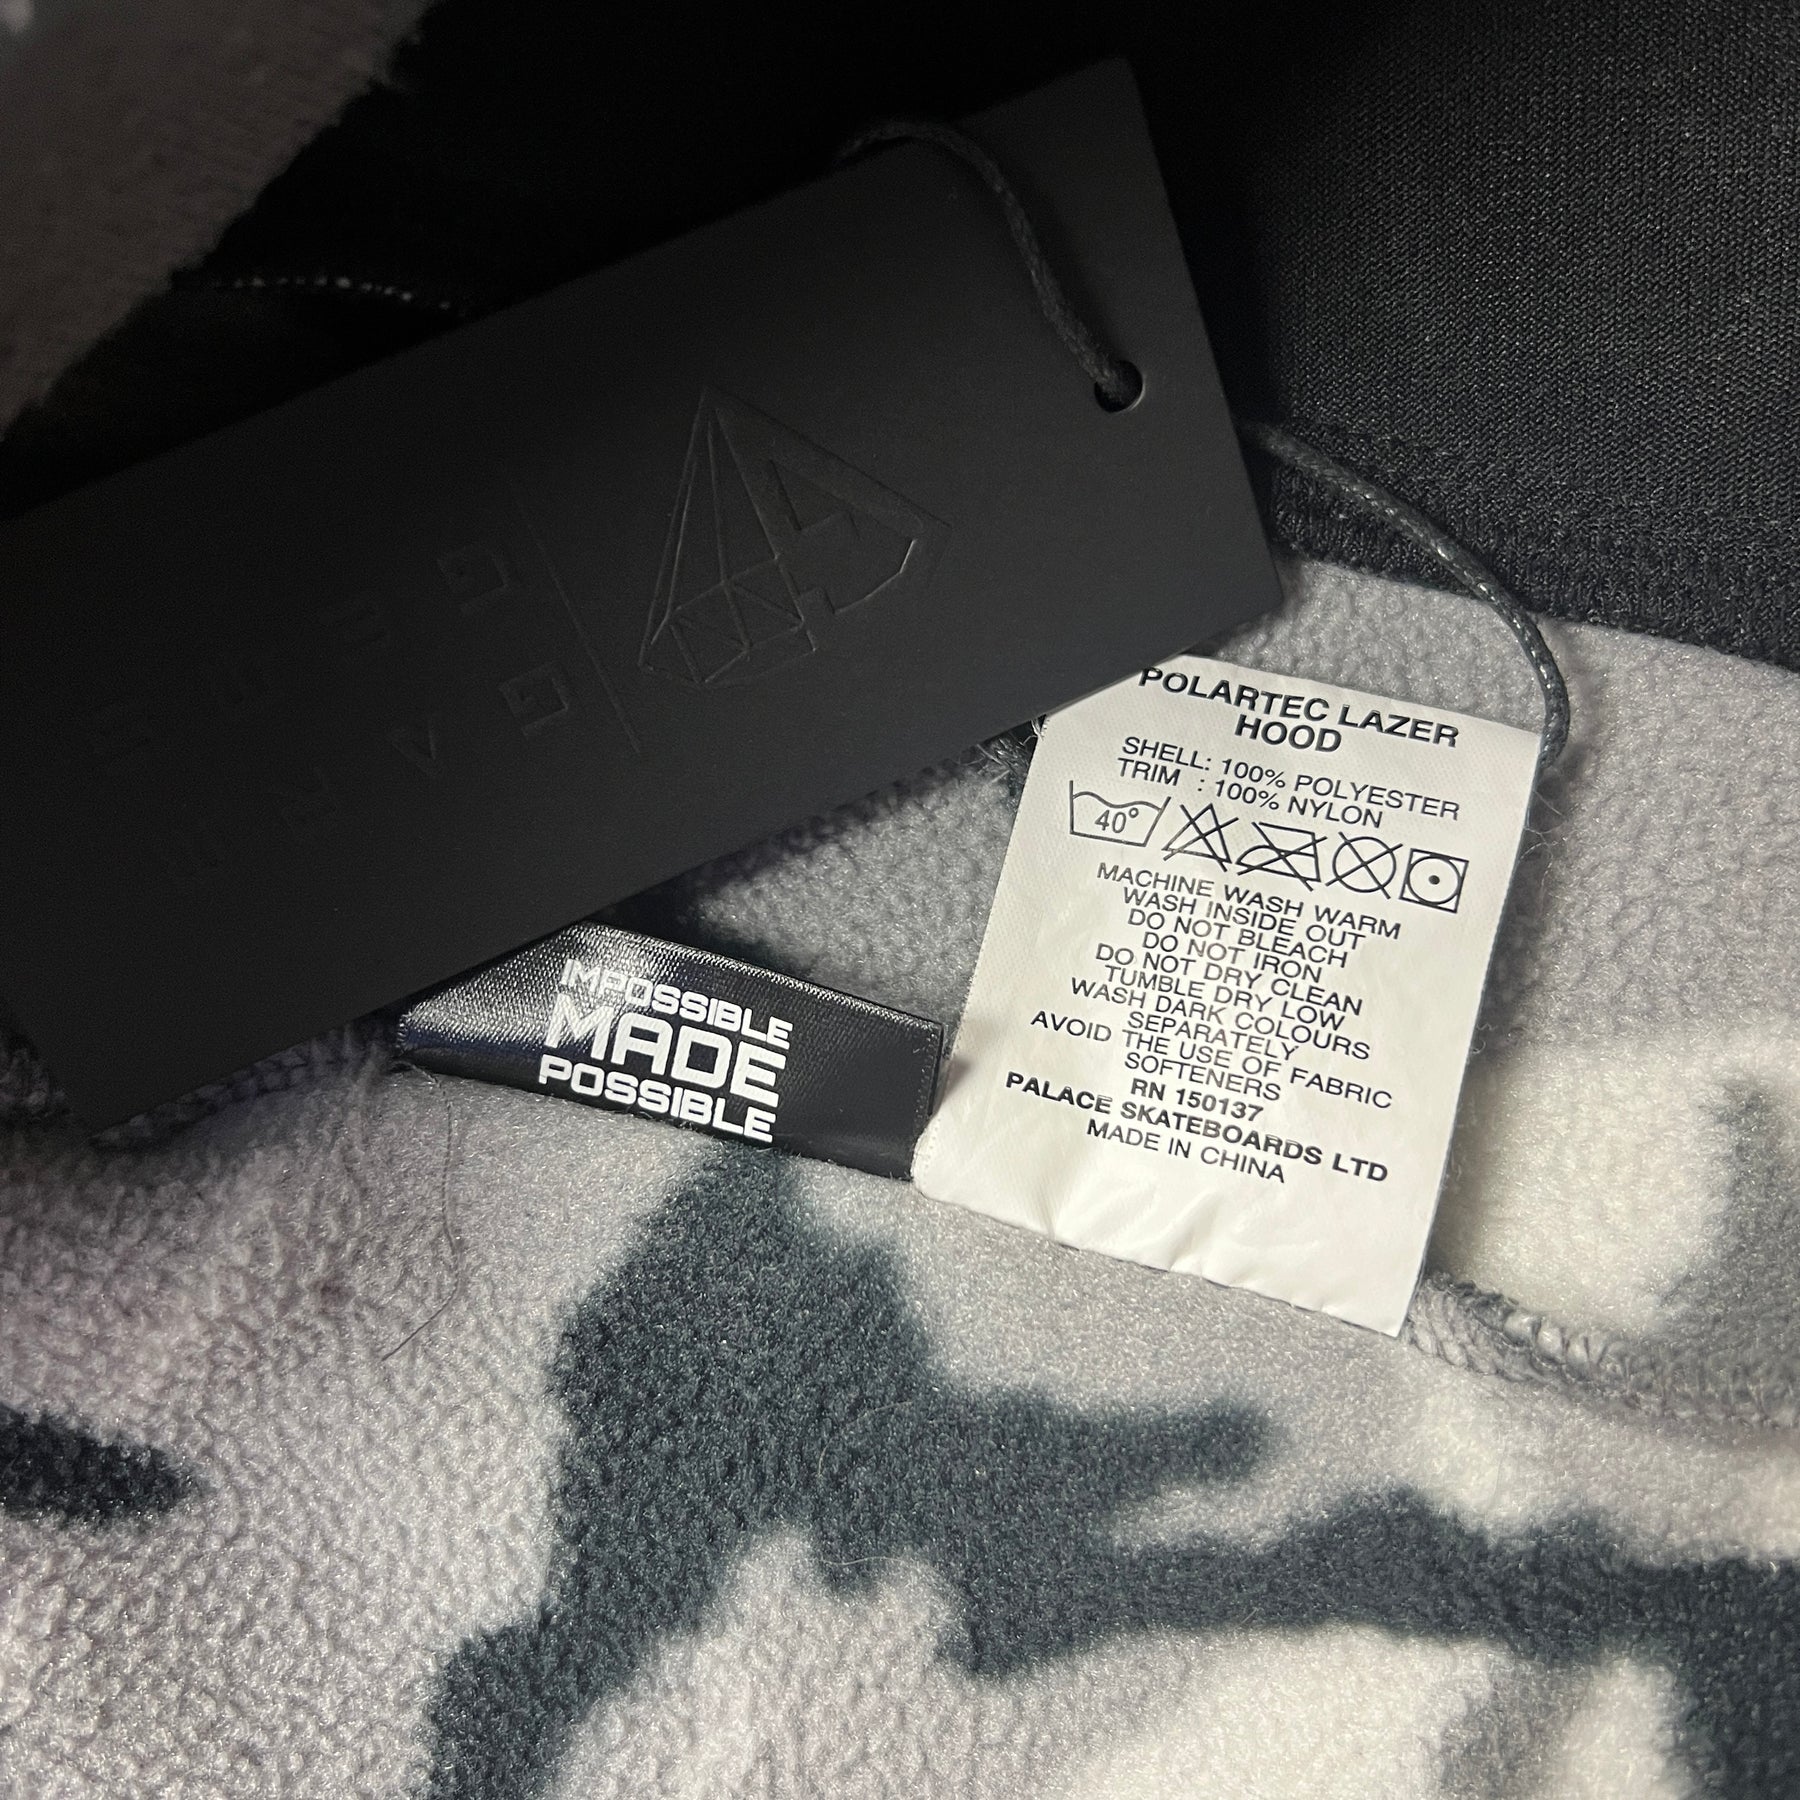 POLARTEC LAZER
HOOD
SHELL: 100% POLYESTER
TRIM : 100% NYLON
40°
MACHINE WASH WARM
WASH INSIDE OUT
DO NOT BLEACH
DO NOT IRON
DO NOT DRY CLEAN
TUMBLE DRY LOW
WASH DARK COLOURS
SEPARATELY
AVOID THE USE OF FABRIC
SOFTENERS
RN 150137
PALACE SKATEBOARDS LTD
MADE IN CHINA
IMPOSSIBLE
MADE
POSSIBLE